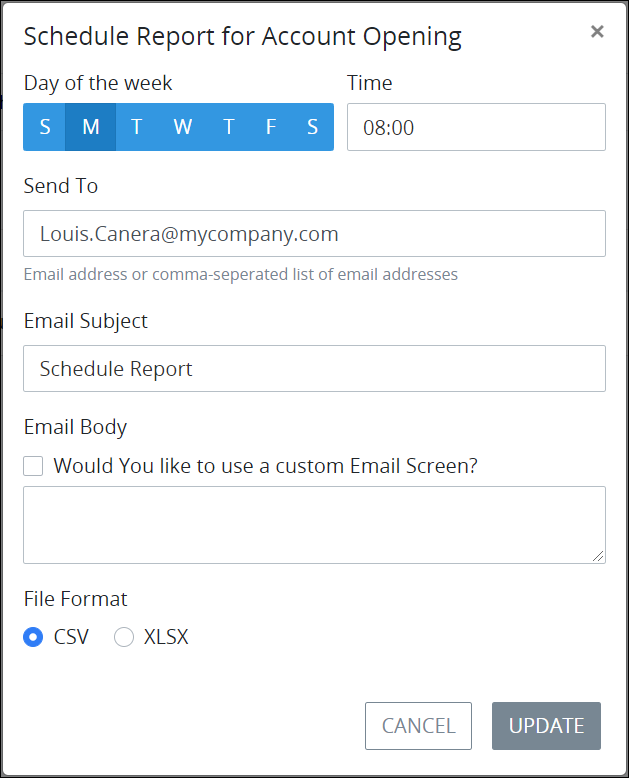 Schedule Report for Account Opening ×
Day of the week Time
S M T W T F S 08:00
Send To
Louis.Canera@mycompany.com
Email address or comma-seperated list of email addresses
Email Subject
Schedule Report
Email Body
Would You like to use a custom Email Screen?
File Format
CSV XLSX
CANCEL UPDATE